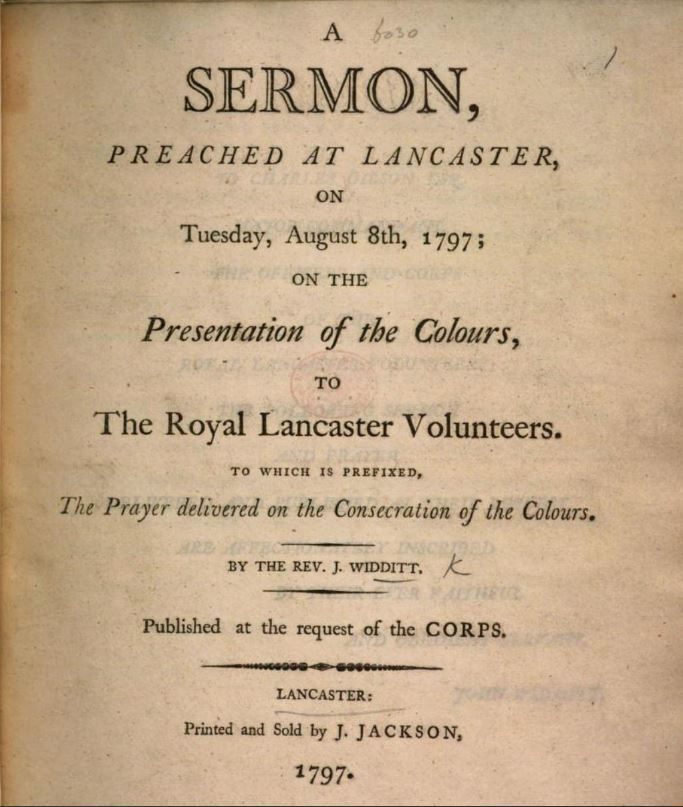 A 6030
SERMON,
PREACHED AT LANCASTER,
ON
Tuesday, August 8th, 1797;
ON THE
Presentation of the Colours,
TO
The Royal Lancaster Volunteers.
TO WHICH IS PREFIXED,
The Prayer delivered on the Consecration of the Colours.
BY THE REV. J. WIDDITT. K
Published at the request of the CORPS.
LANCASTER:
Printed and Sold by J. JACKSON,
1797.